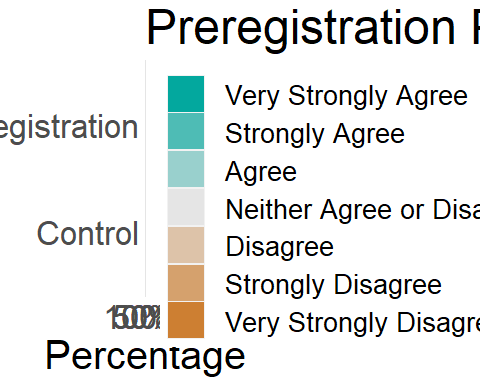 Preregistration
Very Strongly Agree
egistration
Strongly Agree
Agree
Neither Agree or Disa
Control
Disagree
Strongly Disagree
Very Strongly Disagre
Percentage